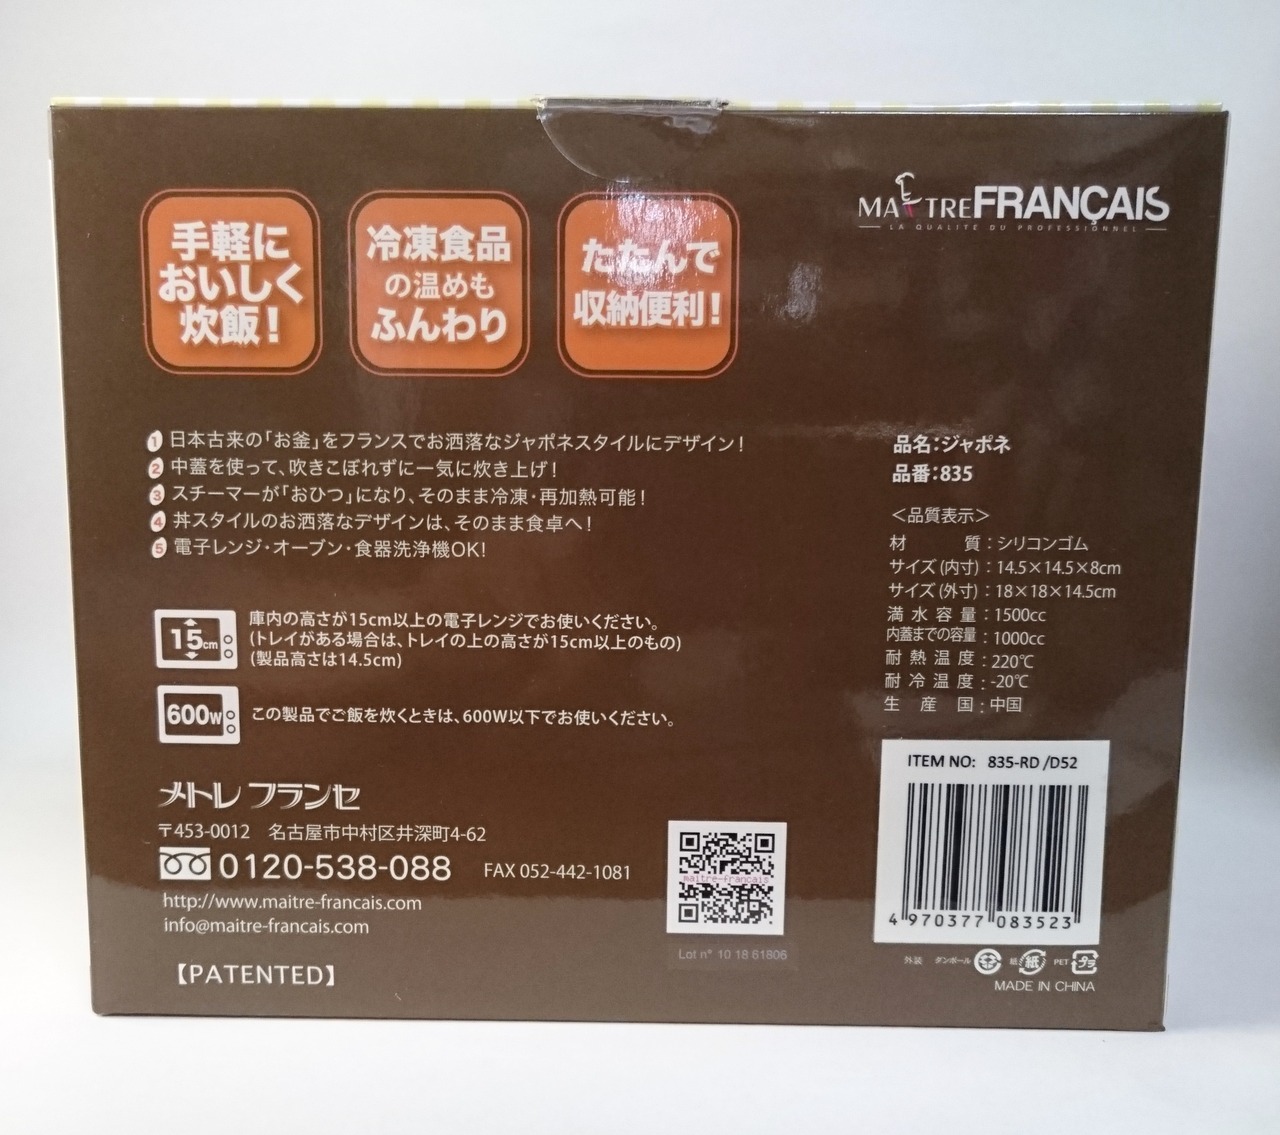 手軽に
おいしく
炊飯！
冷凍食品
の温めも
ふんわり
たたんで
収納便利！
MAITRE FRANÇAIS
LA QUALITE DU PROFESSIONNEL
1 日本古来の「お釜」をフランスでお洒落なジャポネスタイルにデザイン！
2 中蓋を使って、吹きこぼれずに一気に炊き上げ！
3 スチーマーが「おひつ」になり、そのまま冷凍・再加熱可能！
4 丼スタイルのお洒落なデザインは、そのまま食卓へ！
5 電子レンジ・オーブン・食器洗浄機OK！
品名：ジャポネ
品番：835
＜品質表示＞
材質：シリコンゴム
サイズ（内寸）：14.5×14.5×8cm
サイズ（外寸）：18×18×14.5cm
満水容量：1500cc
内蓋までの容量：1000cc
耐熱温度：220℃
耐冷温度：-20℃
生産国：中国
15cm
庫内の高さが15cm以上の電子レンジでお使いください。
(トレイがある場合は、トレイの上の高さが15cm以上のもの)
(製品高さは14.5cm)
600W
この製品でご飯を炊くときは、600W以下でお使いください。
メトレ フランセ
〒453-0012 名古屋市中村区井深町4-62
0120-538-088 FAX 052-442-1081
http://www.maitre-francais.com
info@maitre-francais.com
【PATENTED】
maitre-francais
Lot n° 10 18 61806
ITEM NO: 835-RD /D52
4 970377 083523
外装 ダンボール 紙 紙 PET プラ
MADE IN CHINA